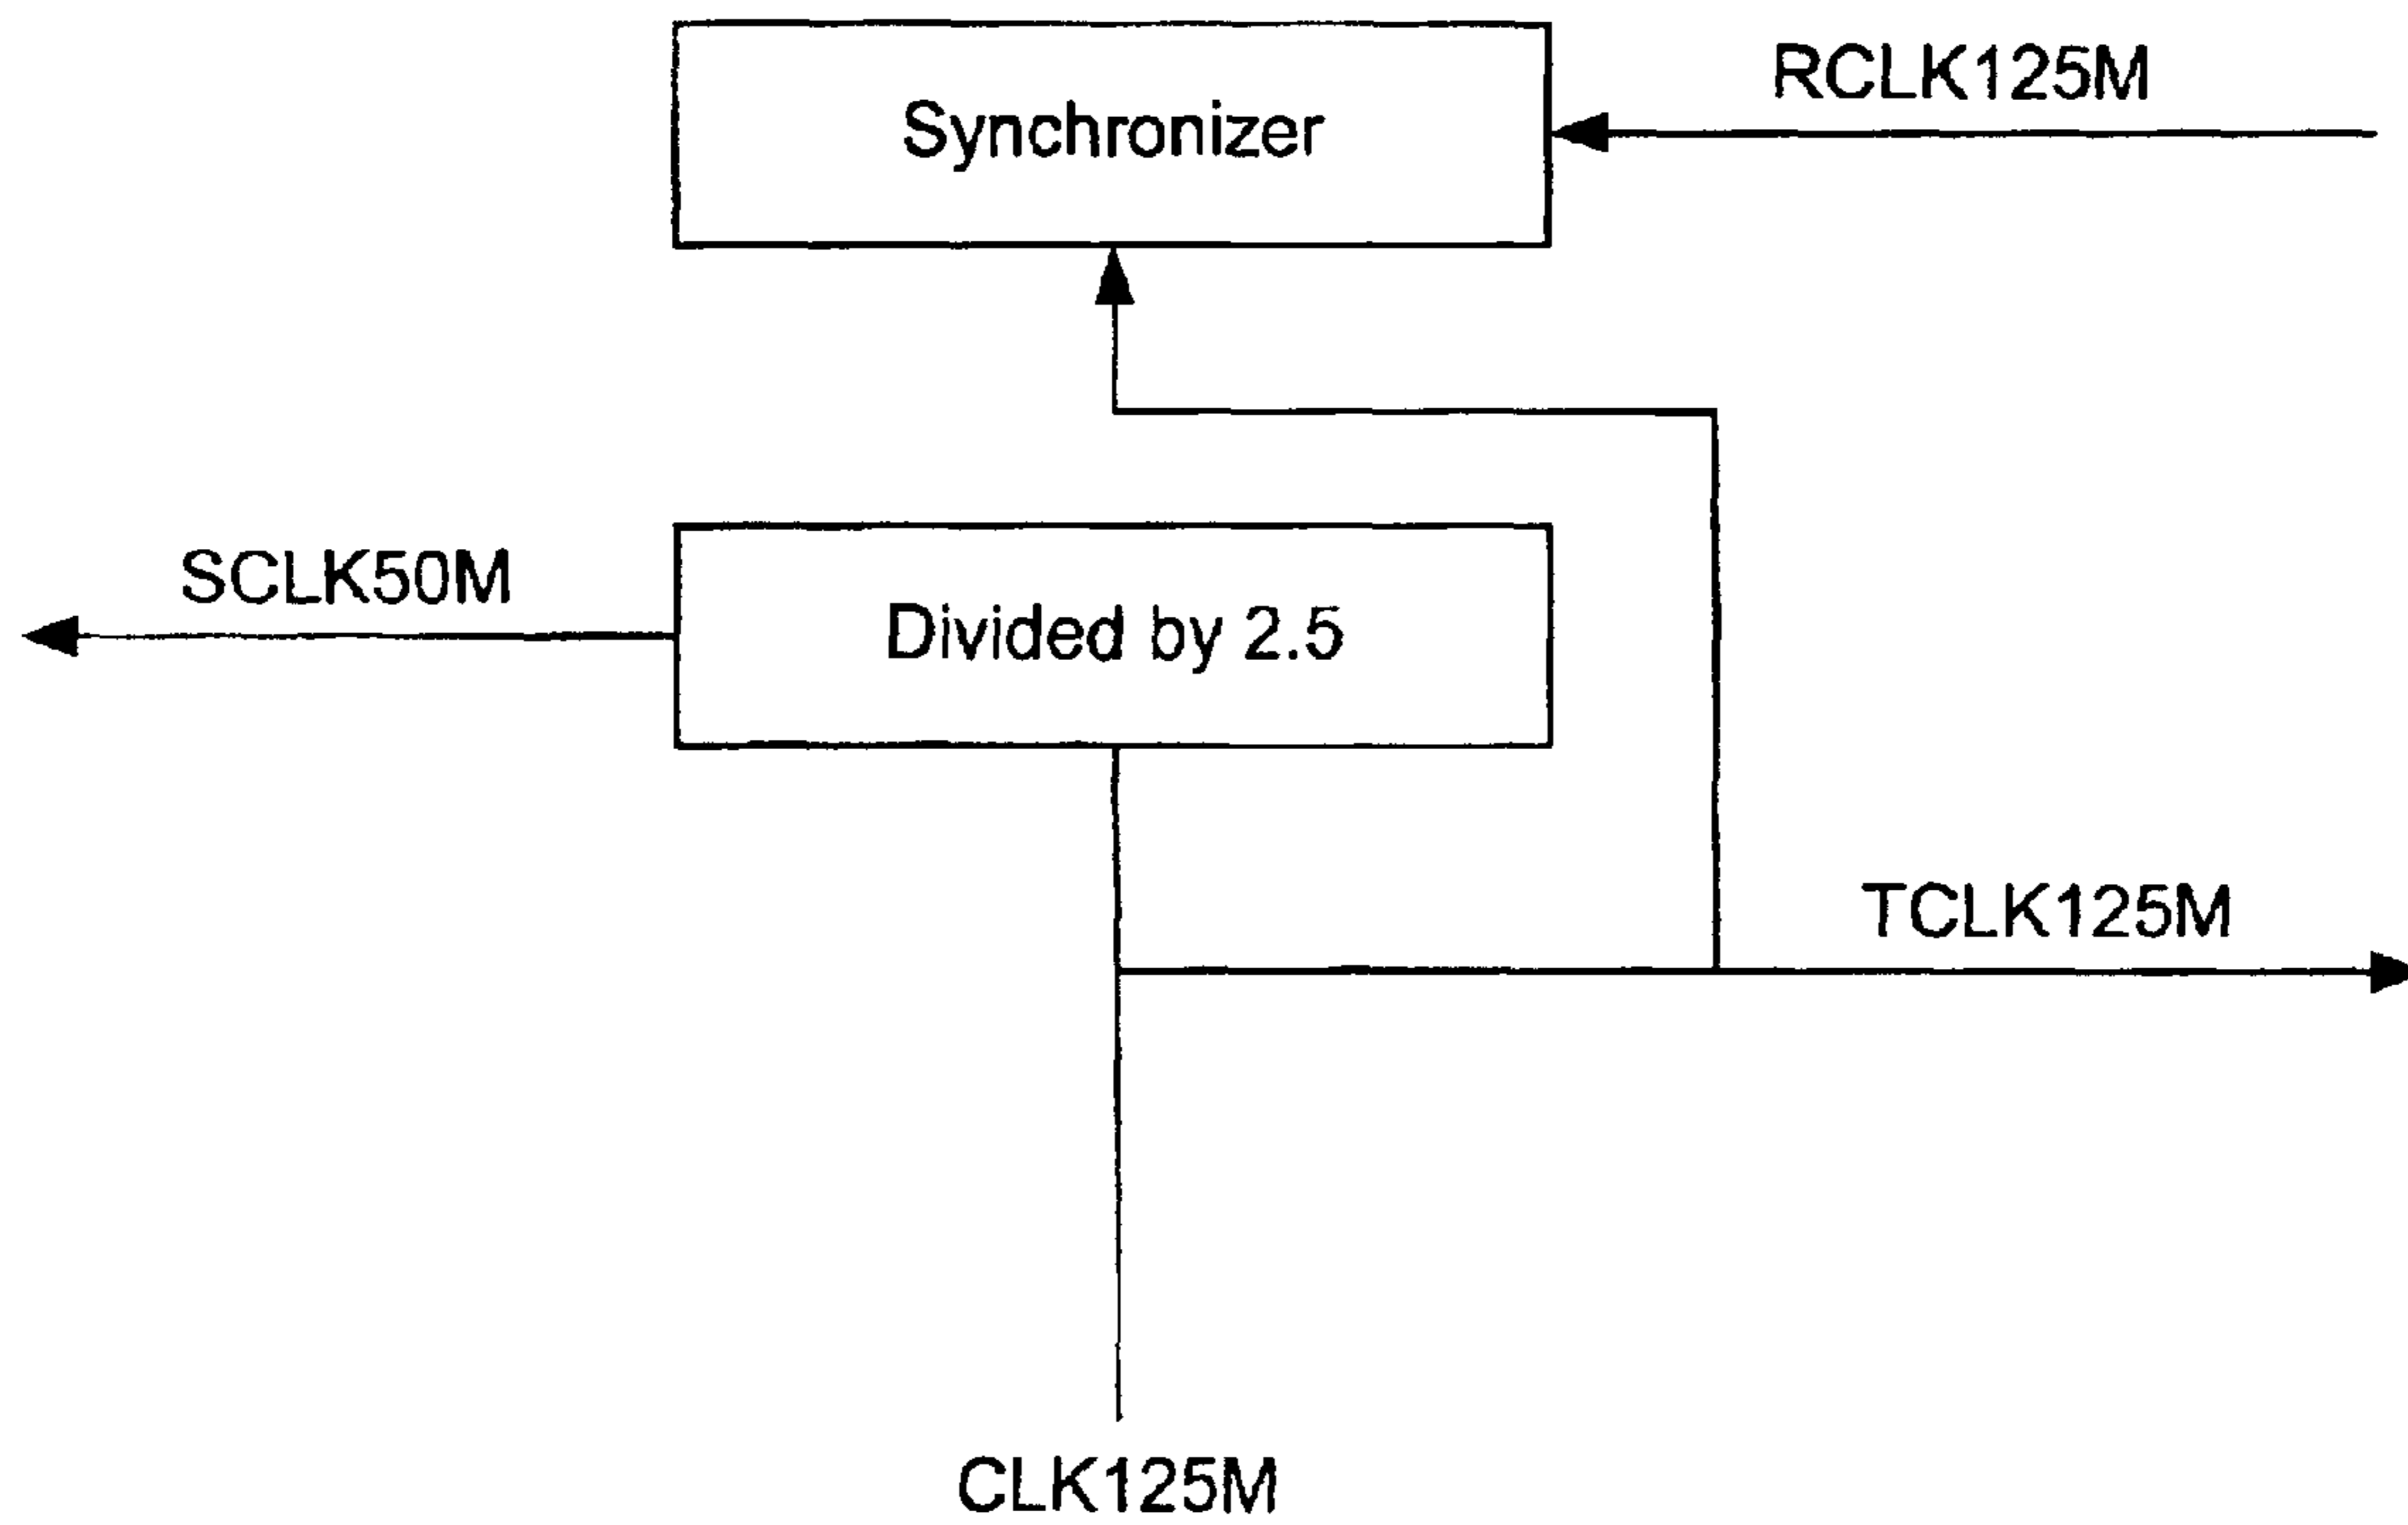 RCLK125M
Synchronizer
SCLK50M
Divided by 2.5
TCLK125M
CLK125M